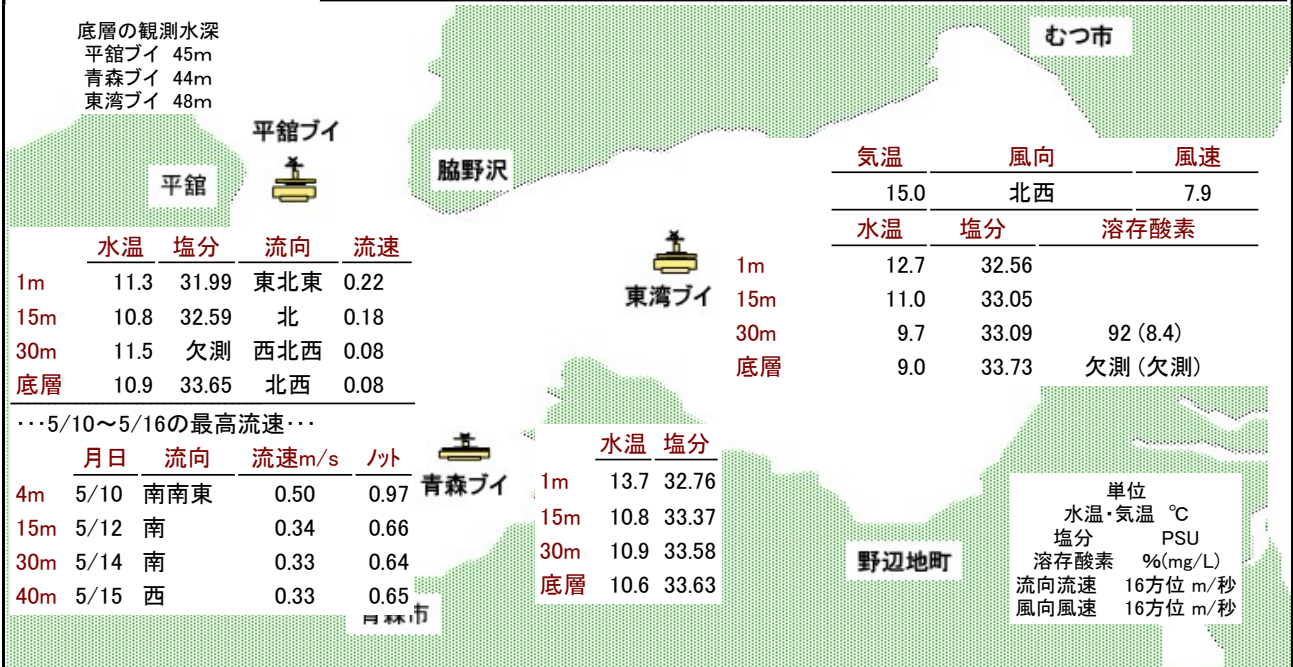 底層の観測水深
平舘ブイ 45m
青森ブイ 44m
東湾ブイ 48m
むつ市
平舘ブイ
平舘
脇野沢
気温 風向 風速
15.0 北西 7.9
水温 塩分 溶存酸素
1m 12.7 32.56
15m 11.0 33.05
30m 9.7 33.09 92 (8.4)
底層 9.0 33.73 欠測 (欠測)
東湾ブイ
水温 塩分 流向 流速
1m 11.3 31.99 東北東 0.22
15m 10.8 32.59 北 0.18
30m 11.5 欠測 西北西 0.08
底層 10.9 33.65 北西 0.08
…5/10～5/16の最高流速…
月日 流向 流速m/s ノット
4m 5/10 南南東 0.50 0.97
15m 5/12 南 0.34 0.66
30m 5/14 南 0.33 0.64
40m 5/15 西 0.33 0.65
青森ブイ
水温 塩分
1m 13.7 32.76
15m 10.8 33.37
30m 10.9 33.58
底層 10.6 33.63
青森市
野辺地町
単位
水温・気温 ℃
塩分 PSU
溶存酸素 %(mg/L)
流向流速 16方位 m/秒
風向風速 16方位 m/秒